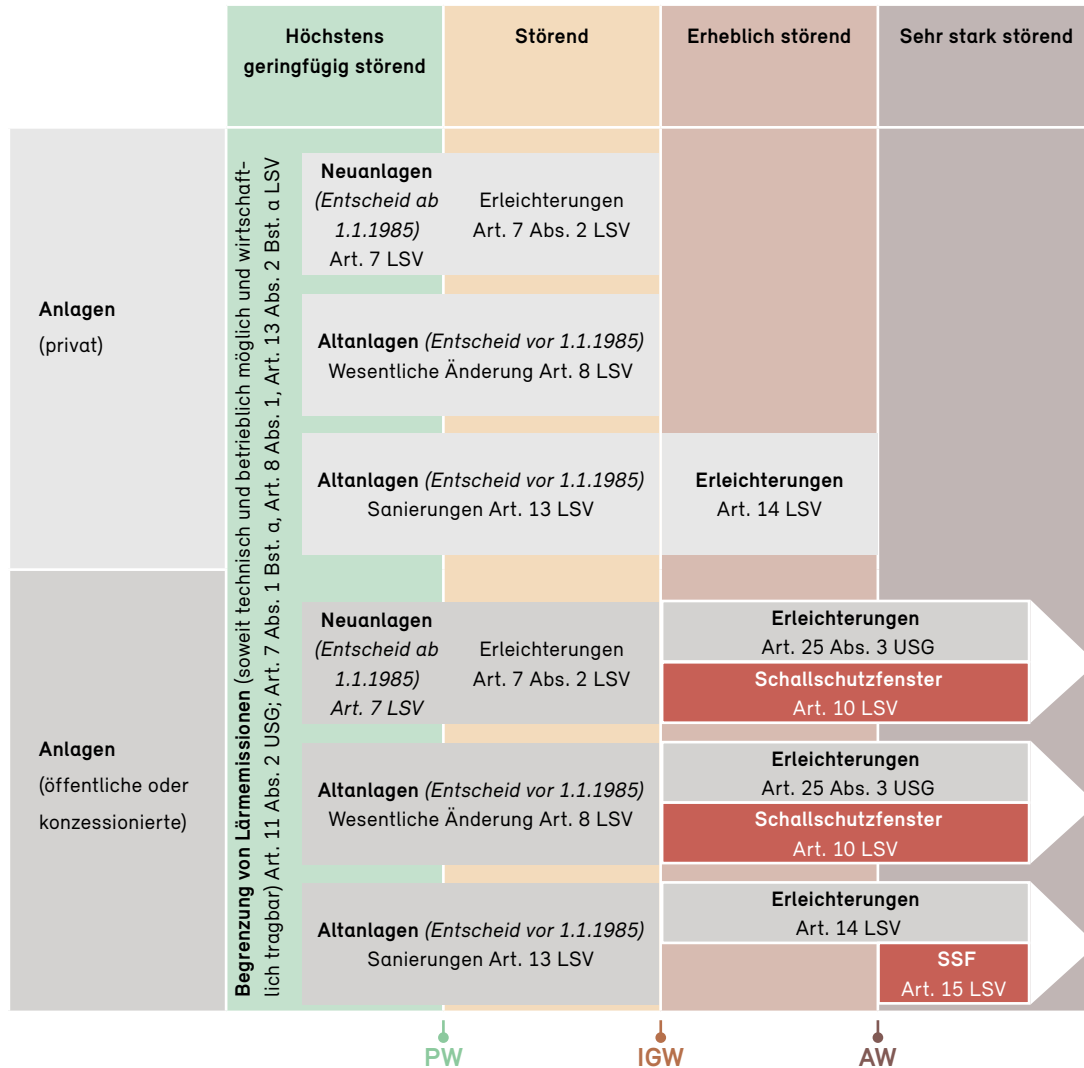 Höchstens
geringfügig störend
Störend
Erheblich störend
Sehr stark störend
Anlagen
(privat)
Begrenzung von Lärmemissionen (soweit technisch und betrieblich möglich und wirtschaft-
lich tragbar) Art. 11 Abs. 2 USG; Art. 7 Abs. 1 Bst. a, Art. 8 Abs. 1, Art. 13 Abs. 2 Bst. a LSV
Neuanlagen
(Entscheid ab
1.1.1985)
Art. 7 LSV
Erleichterungen
Art. 7 Abs. 2 LSV
Altanlagen (Entscheid vor 1.1.1985)
Wesentliche Änderung Art. 8 LSV
Altanlagen (Entscheid vor 1.1.1985)
Sanierungen Art. 13 LSV
Erleichterungen
Art. 14 LSV
Anlagen
(öffentliche oder
konzessionierte)
Neuanlagen
(Entscheid ab
1.1.1985)
Art. 7 LSV
Erleichterungen
Art. 7 Abs. 2 LSV
Erleichterungen
Art. 25 Abs. 3 USG
Schallschutzfenster
Art. 10 LSV
Altanlagen (Entscheid vor 1.1.1985)
Wesentliche Änderung Art. 8 LSV
Erleichterungen
Art. 25 Abs. 3 USG
Schallschutzfenster
Art. 10 LSV
Altanlagen (Entscheid vor 1.1.1985)
Sanierungen Art. 13 LSV
Erleichterungen
Art. 14 LSV
SSF
Art. 15 LSV
PW
IGW
AW